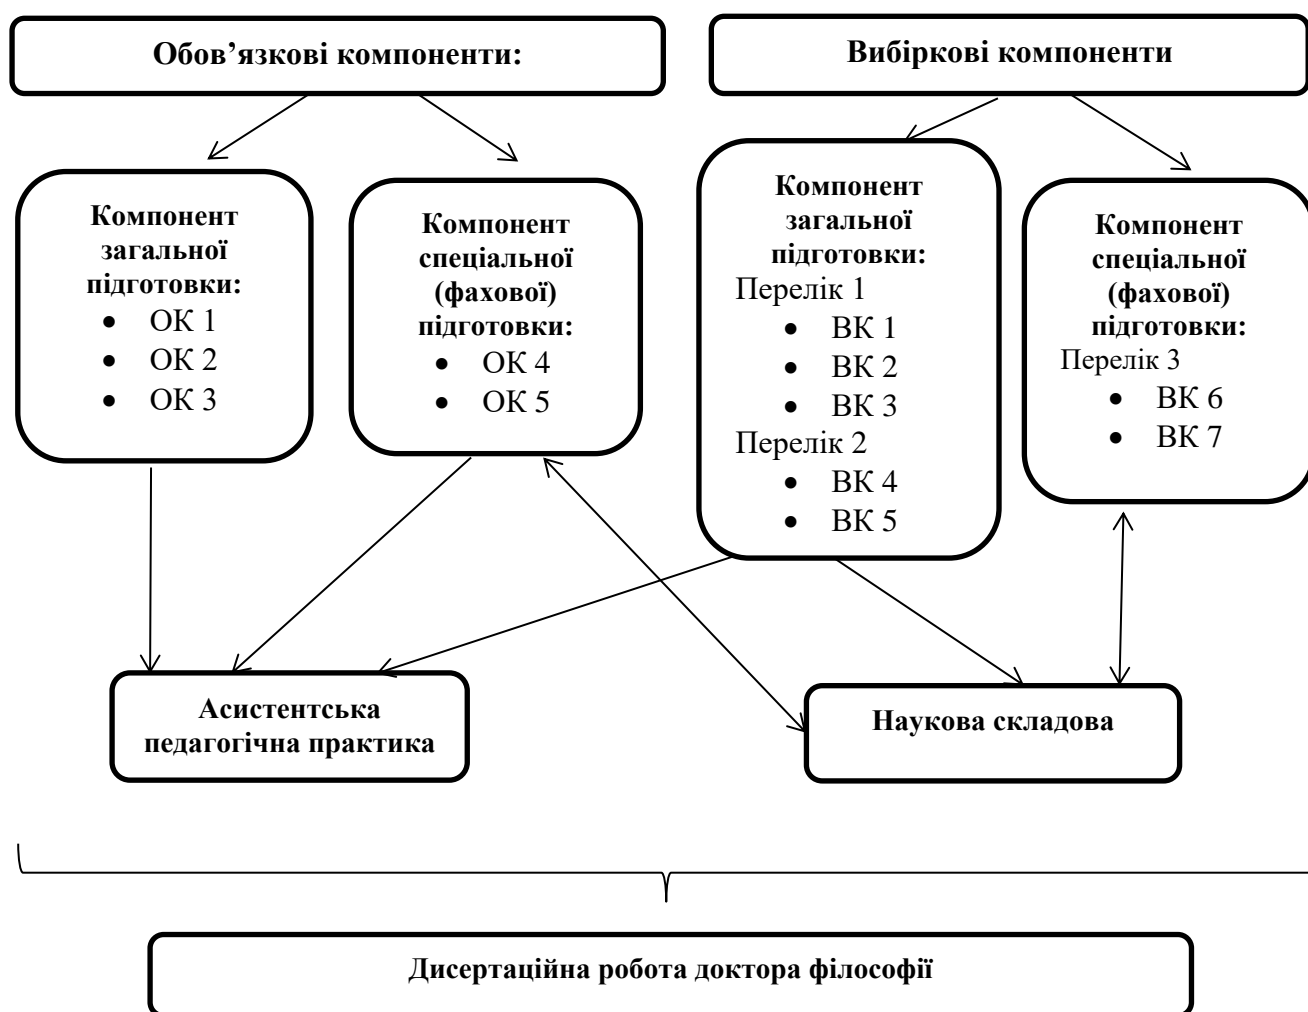 Обов’язкові компоненти:
Вибіркові компоненти
Компонент
загальної
підготовки:
• ОК 1
• ОК 2
• ОК 3
Компонент
спеціальної
(фахової)
підготовки:
• ОК 4
• ОК 5
Компонент
загальної
підготовки:
Перелік 1
• ВК 1
• ВК 2
• ВК 3
Перелік 2
• ВК 4
• ВК 5
Компонент
спеціальної
(фахової)
підготовки:
Перелік 3
• ВК 6
• ВК 7
Асистентська
педагогічна практика
Наукова складова
Дисертаційна робота доктора філософії